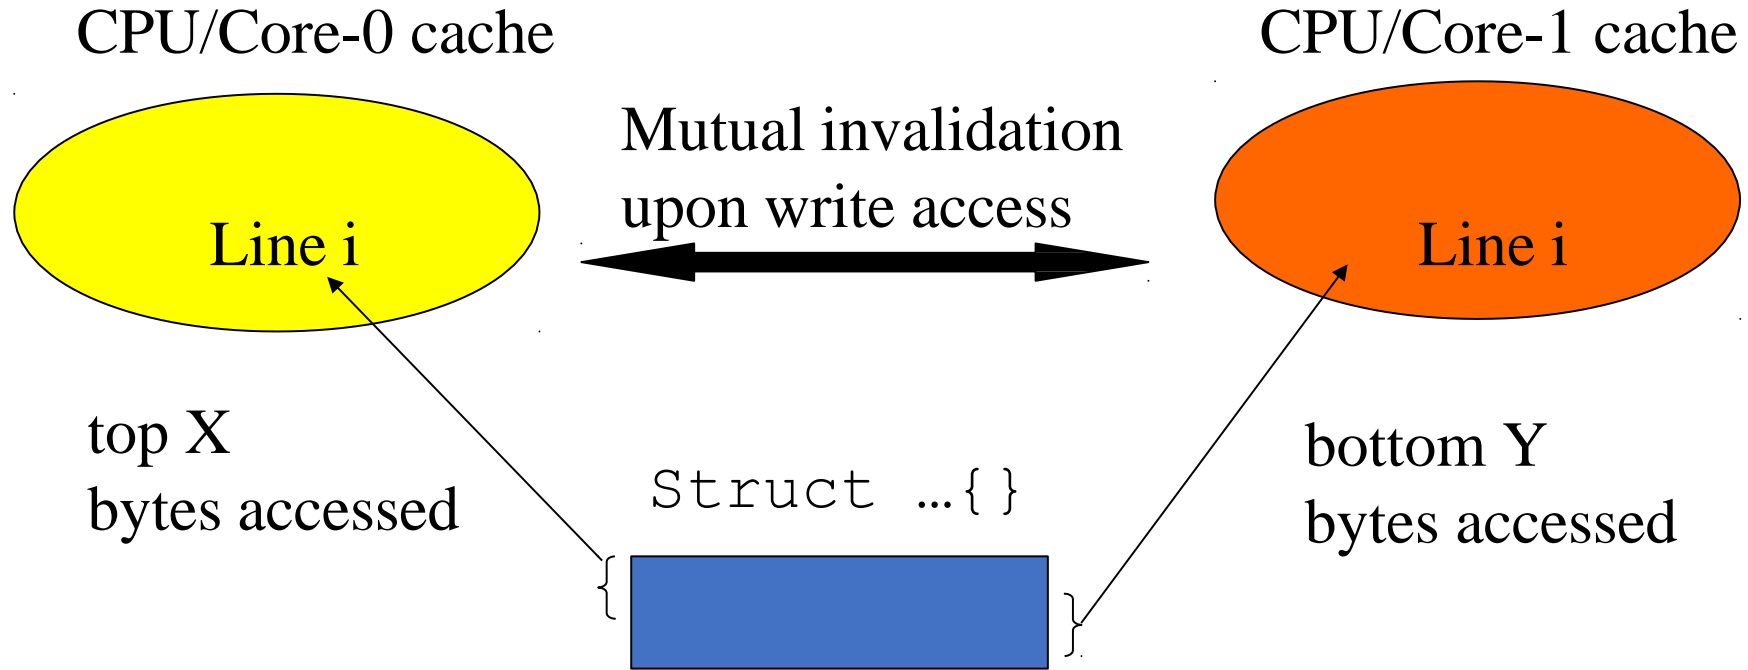 CPU/Core-0 cache
CPU/Core-1 cache
Mutual invalidation
upon write access
Line i
Line i
top X
bytes accessed
Struct …{}
bottom Y
bytes accessed